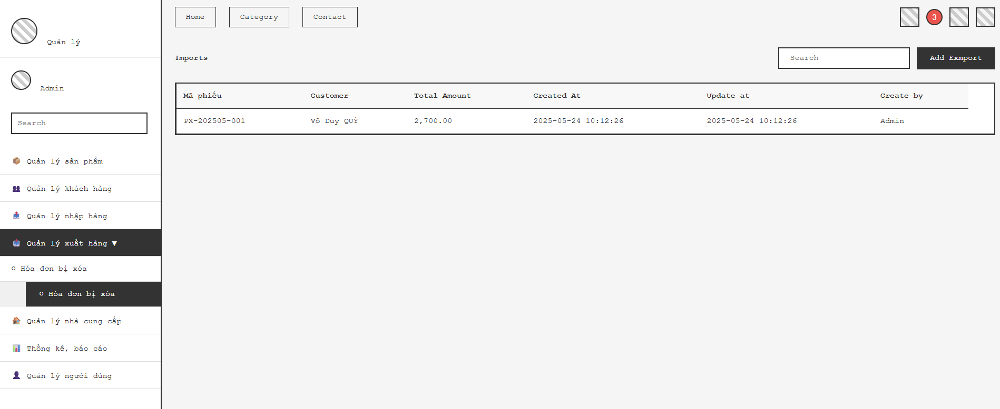 Quản lý
Admin
Search
Quản lý sản phẩm
Quản lý khách hàng
Quản lý nhập hàng
Quản lý xuất hàng ▼
Hóa đơn bị xóa
Hóa đơn bị xóa
Quản lý nhà cung cấp
Thống kê, báo cáo
Quản lý người dùng
Home Category Contact 3
Imports Search Add Exmport
Mã phiếu Customer Total Amount Created At Update at Create by
PX-202505-001 Võ Duy QUÝ 2,700.00 2025-05-24 10:12:26 2025-05-24 10:12:26 Admin